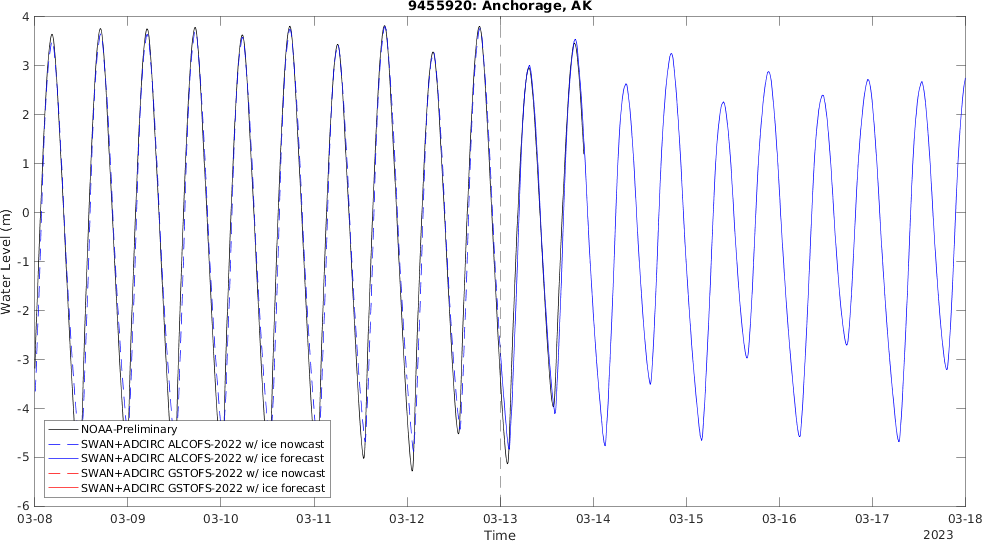 9455920: Anchorage, AK
4
3
2
1
0
-1
-2
-3
-4
-5
-6
Water Level (m)
NOAA-Preliminary
SWAN+ADCIRC ALCOFS-2022 w/ ice nowcast
SWAN+ADCIRC ALCOFS-2022 w/ ice forecast
SWAN+ADCIRC GSTOFS-2022 w/ ice nowcast
SWAN+ADCIRC GSTOFS-2022 w/ ice forecast
03-08 03-09 03-10 03-11 03-12 03-13 03-14 03-15 03-16 03-17 03-18
Time
2023